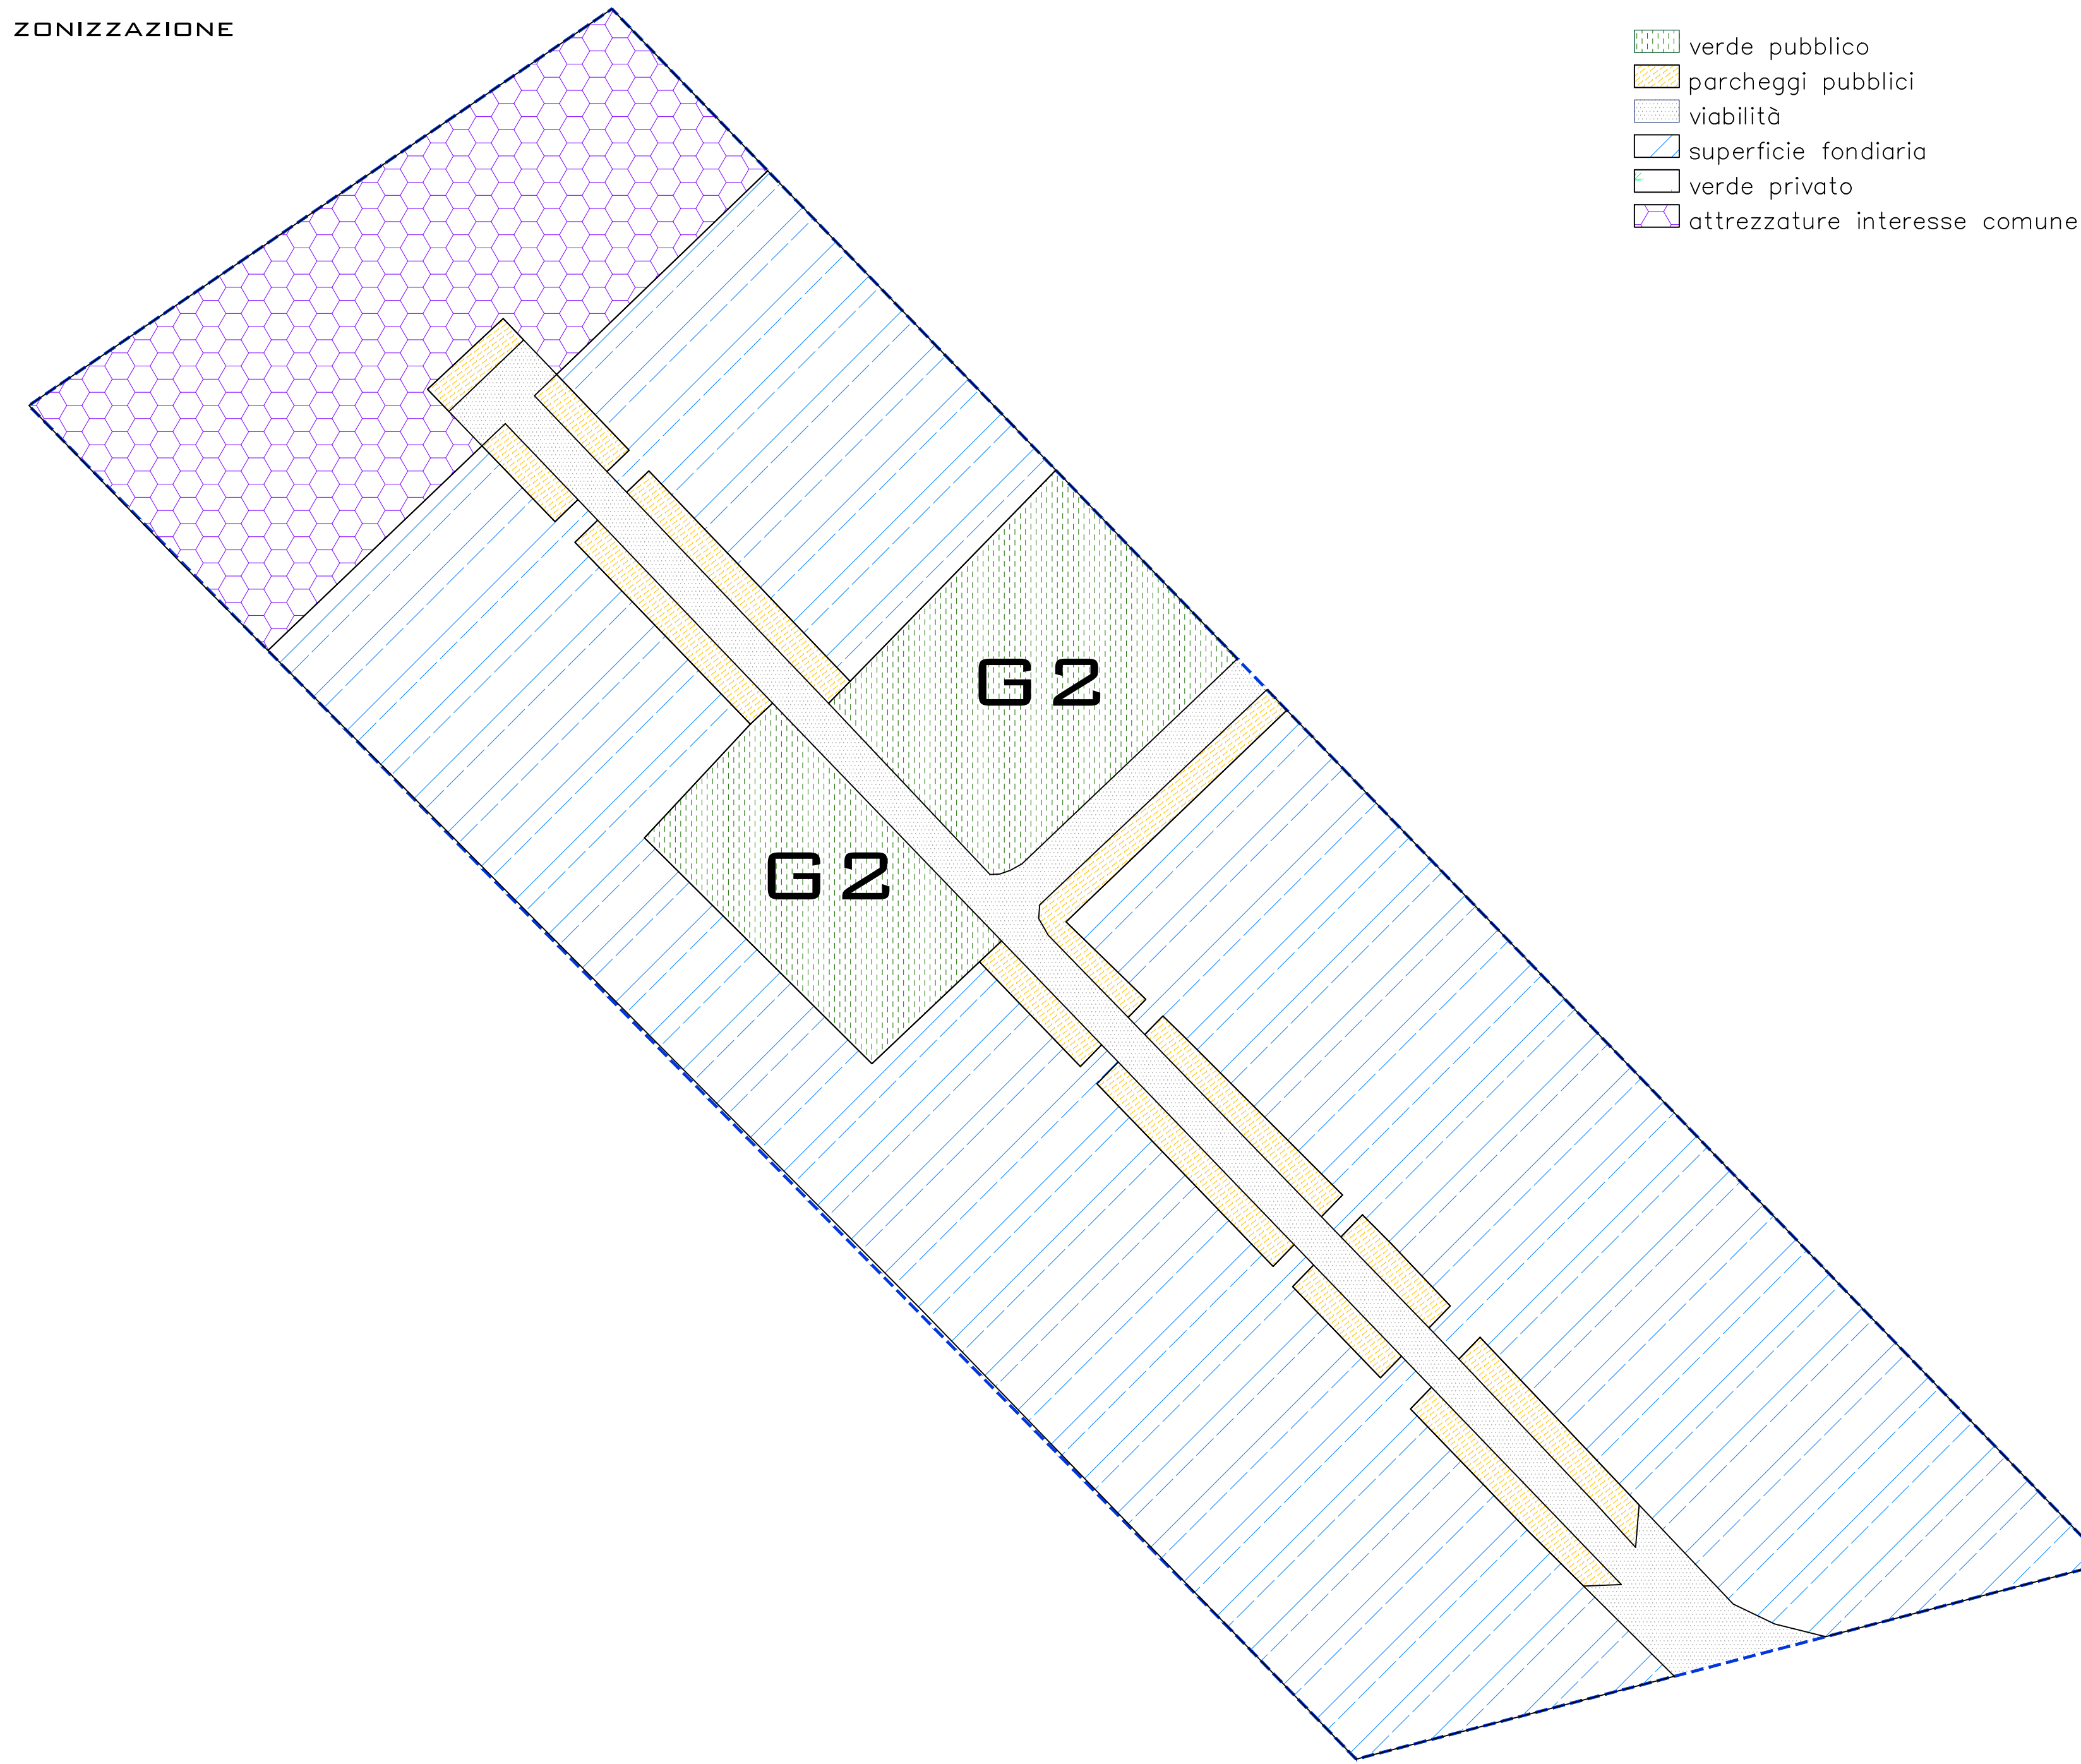 ZONIZZAZIONE
verde pubblico
parcheggi pubblici
viabilità
superficie fondiaria
verde privato
attrezzature interesse comune
G2
G2